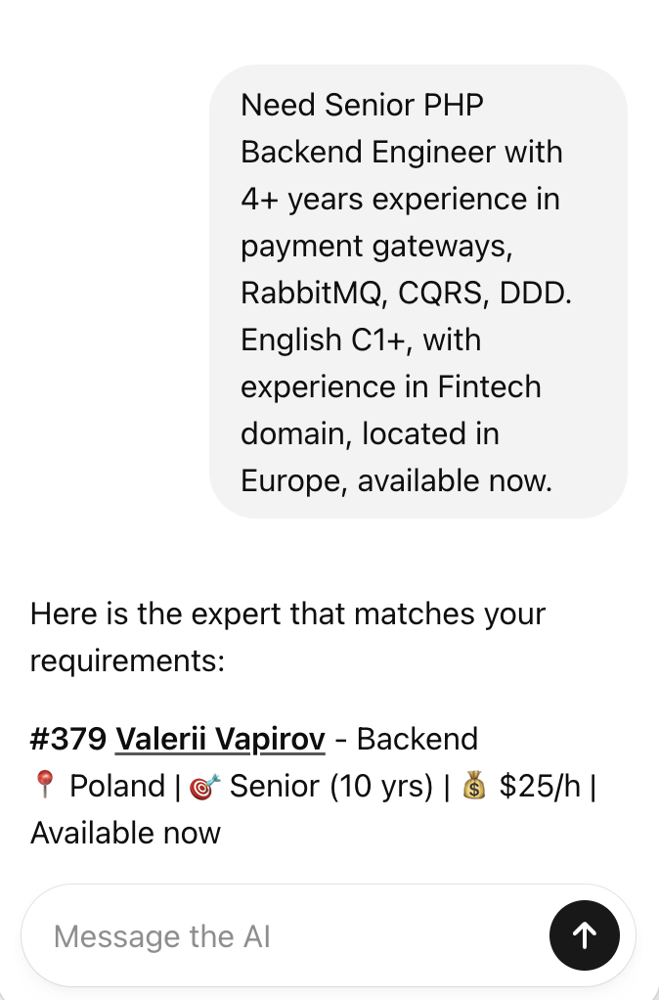 Need Senior PHP
Backend Engineer with
4+ years experience in
payment gateways,
RabbitMQ, CQRS, DDD.
English C1+, with
experience in Fintech
domain, located in
Europe, available now.
Here is the expert that matches your
requirements:
#379 Valerii Vapirov - Backend
📍 Poland | 🎯 Senior (10 yrs) | 💰 $25/h |
Available now
Message the AI